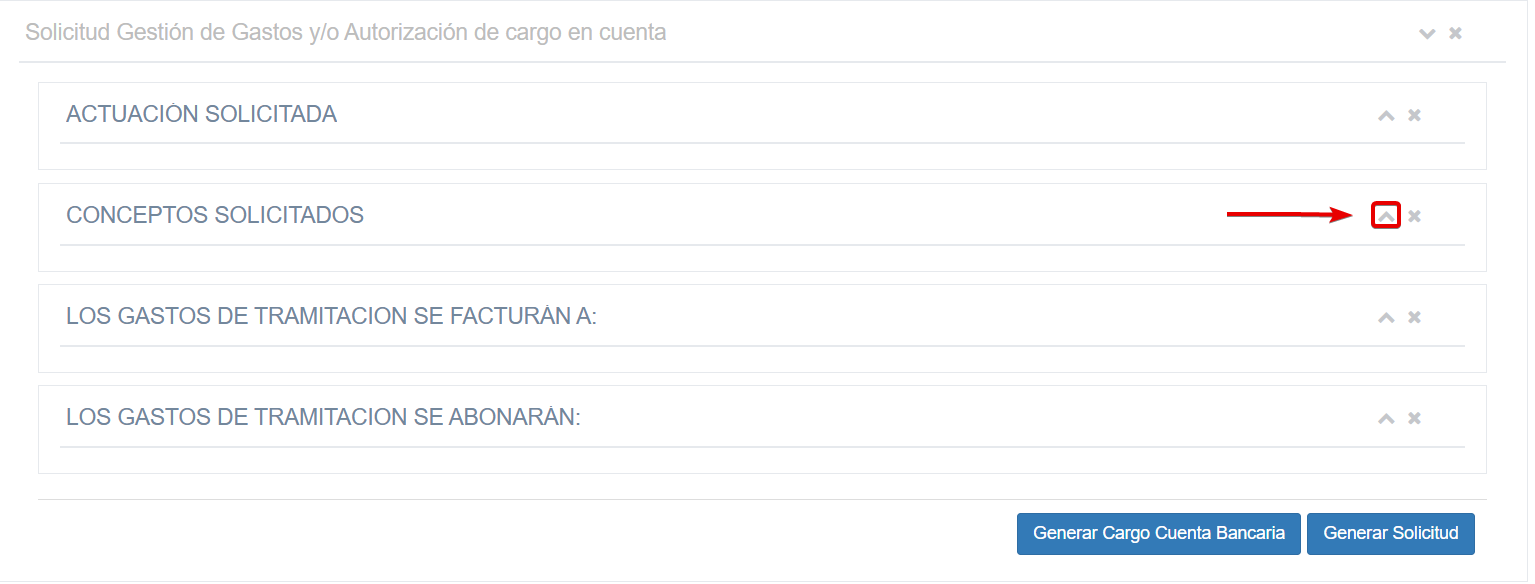 Solicitud Gestión de Gastos y/o Autorización de cargo en cuenta
ACTUACIÓN SOLICITADA
CONCEPTOS SOLICITADOS
LOS GASTOS DE TRAMITACION SE FACTURÁN A:
LOS GASTOS DE TRAMITACION SE ABONARÁN:
Generar Cargo Cuenta Bancaria
Generar Solicitud